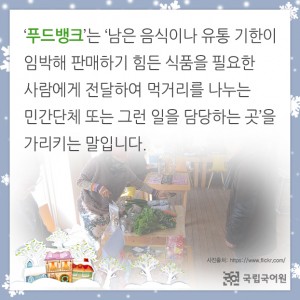 ‘푸드뱅크’는 ‘남은 음식이나 유통 기한이
임박해 판매하기 힘든 식품을 필요한
사람에게 전달하여 먹거리를 나누는
민간단체 또는 그런 일을 담당하는 곳’을
가리키는 말입니다.
사진출처: https://www.flickr.com/
국립국어원